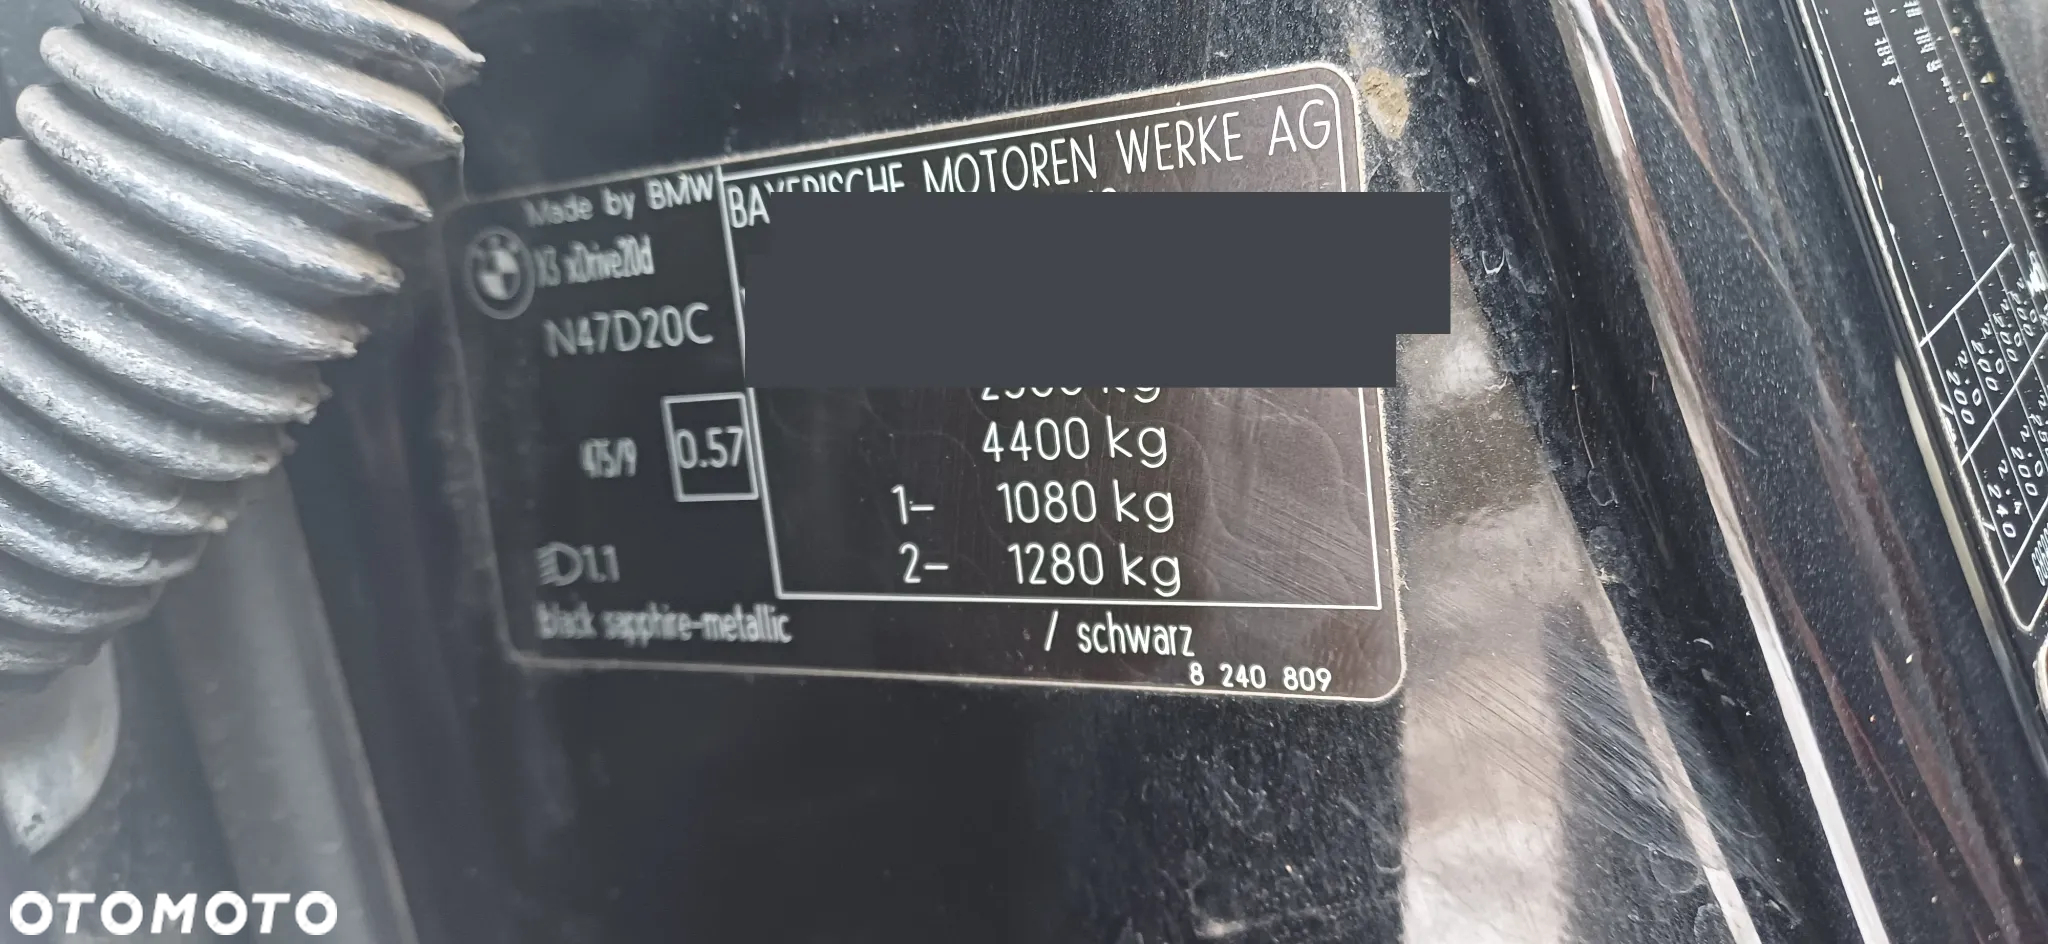 Made by BMW
X3 xDrive20d
N47D20C
475/9
0.57
D1.1
black sapphire-metallic
BAYERISCHE MOTOREN WERKE AG
4400 kg
1- 1080 kg
2- 1280 kg
/ schwarz
8 240 809
OTOMOTO